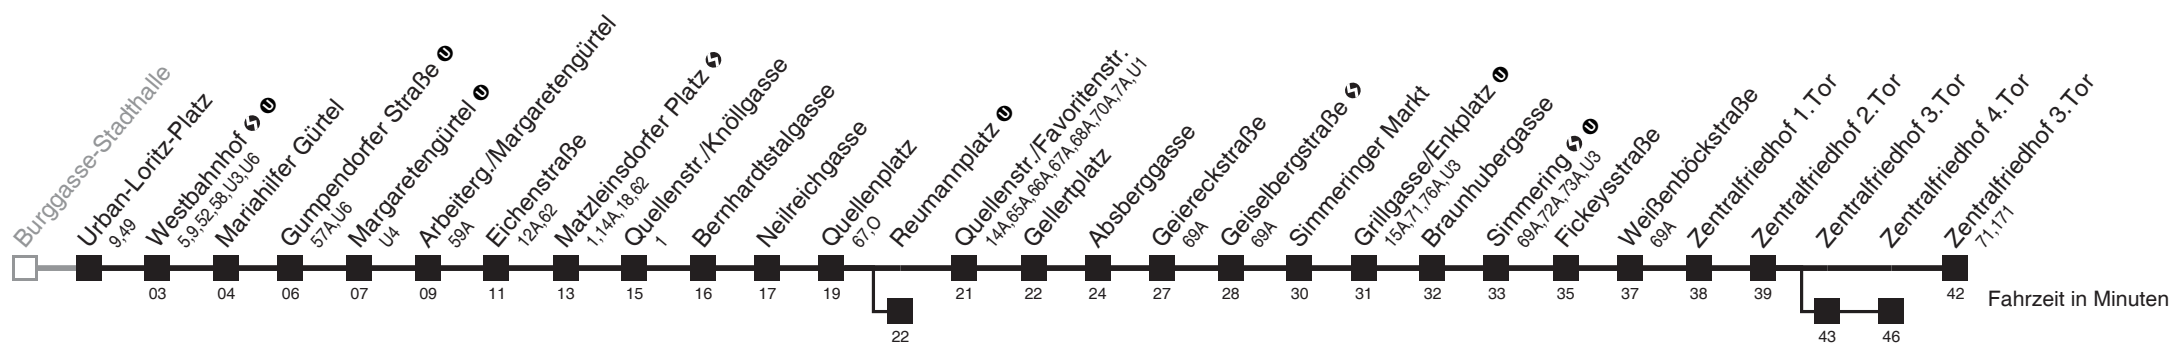 Burggasse-Stadthalle
Urban-Loritz-Platz
9,49
Westbahnhof U
5,9,52,58,U3,U6
Mariahilfer Gürtel
Gumpendorfer Straße U
57A,U6
Margaretengürtel U
U4
Arbeiterg./Margaretengürtel
59A
Eichenstraße
12A,62
Matzleinsdorfer Platz
1,14A,18,62
Quellenstr./Knöllgasse
1
Bernhardtstalgasse
Neilreichgasse
Quellenplatz
67,O
Reumannplatz U
Quellenstr./Favoritenstr.
14A,65A,66A,67A,68A,70A,7A,U1
Gellertplatz
Absberggasse
Geiereckstraße
69A
Geiselbergstraße
69A
Simmeringer Markt
Grillgasse/Enkplatz U
15A,71,76A,U3
Braunhubergasse
Simmering U
69A,72A,73A,U3
Fickeysstraße
Weißenböckstraße
69A
Zentralfriedhof 1.Tor
Zentralfriedhof 2.Tor
Zentralfriedhof 3.Tor
Zentralfriedhof 4.Tor
Zentralfriedhof 3.Tor
71,171
03 04 06 07 09 11 13 15 16 17 19 21 22 24 27 28 30 31 32 33 35 37 38 39 42
Fahrzeit in Minuten
22 43 46